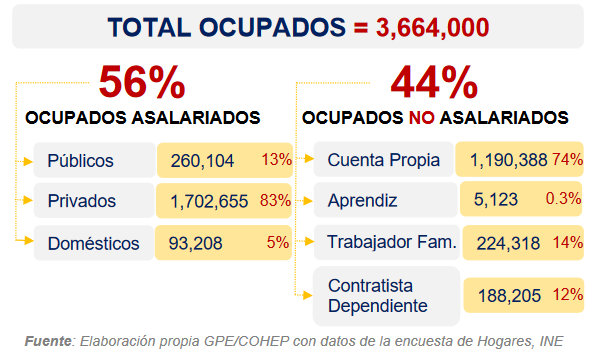 TOTAL OCUPADOS = 3,664,000
56%
OCUPADOS ASALARIADOS
Públicos 260,104 13%
Privados 1,702,655 83%
Domésticos 93,208 5%
44%
OCUPADOS NO ASALARIADOS
Cuenta Propia 1,190,388 74%
Aprendiz 5,123 0.3%
Trabajador Fam. 224,318 14%
Contratista
Dependiente 188,205 12%
Fuente: Elaboración propia GPE/COHEP con datos de la encuesta de Hogares, INE